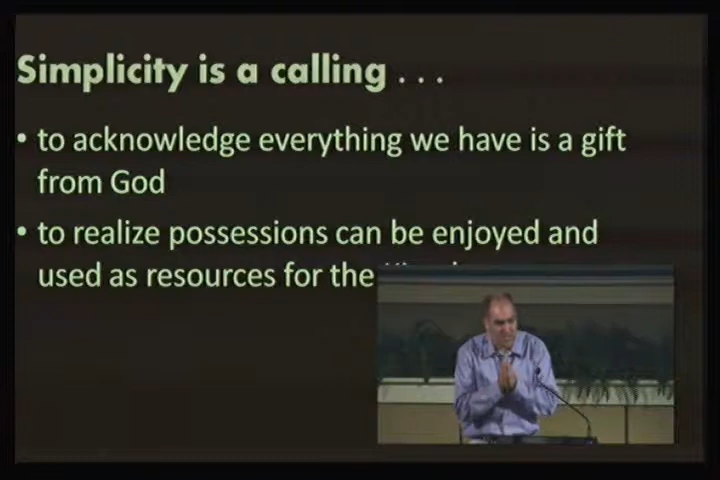 Simplicity is a calling . . .
• to acknowledge everything we have is a gift
from God
• to realize possessions can be enjoyed and
used as resources for the